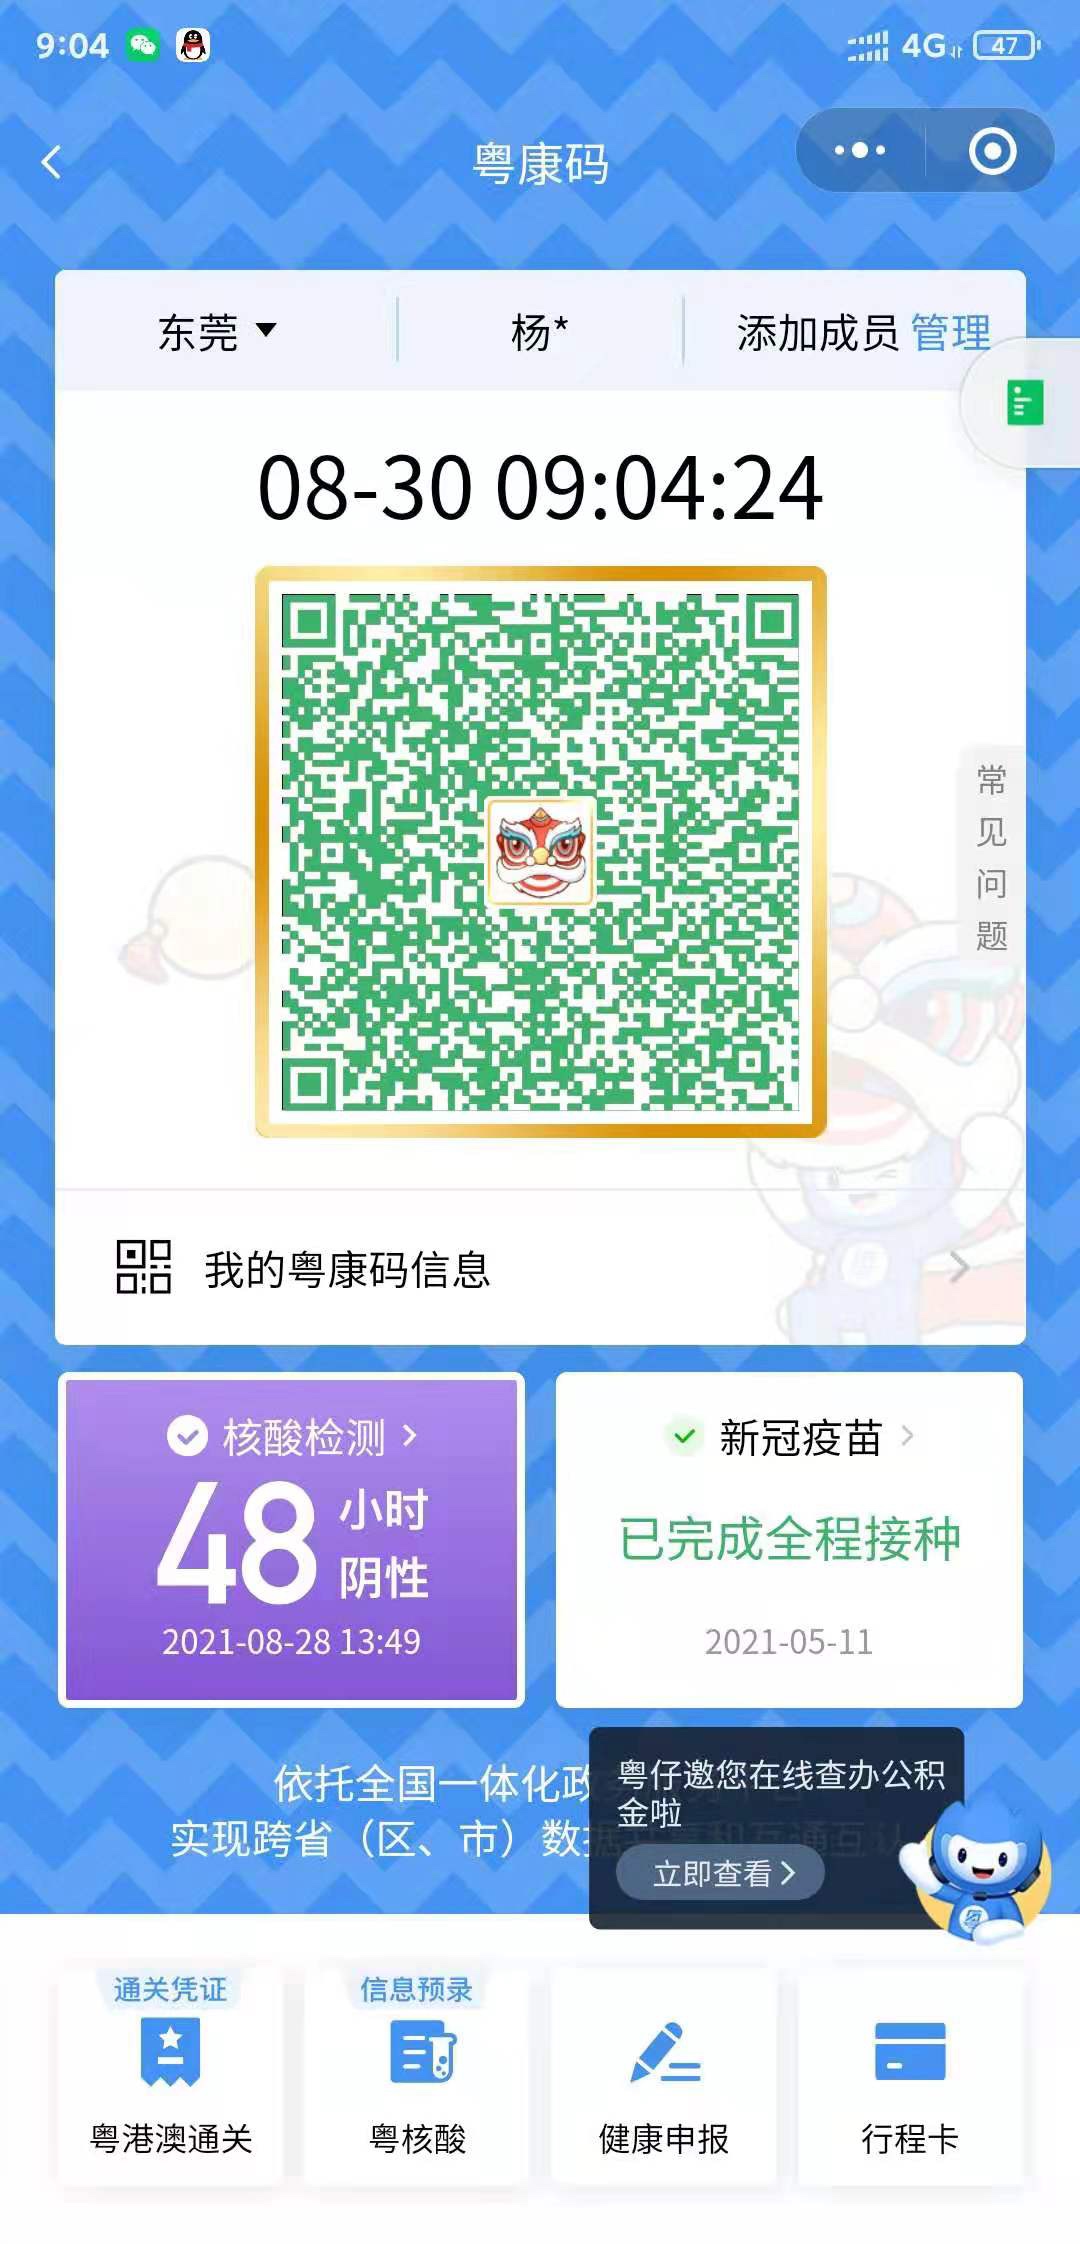 9:04
4G
47
粤康码
东莞
杨*
添加成员 管理
08-30 09:04:24
常见问题
我的粤康码信息
核酸检测
48 小时 阴性
2021-08-28 13:49
新冠疫苗
已完成全程接种
2021-05-11
依托全国一体化政
实现跨省（区、市）数
粤仔邀您在线查办公积
金啦
立即查看
通关凭证
粤港澳通关
信息预录
粤核酸
健康申报
行程卡